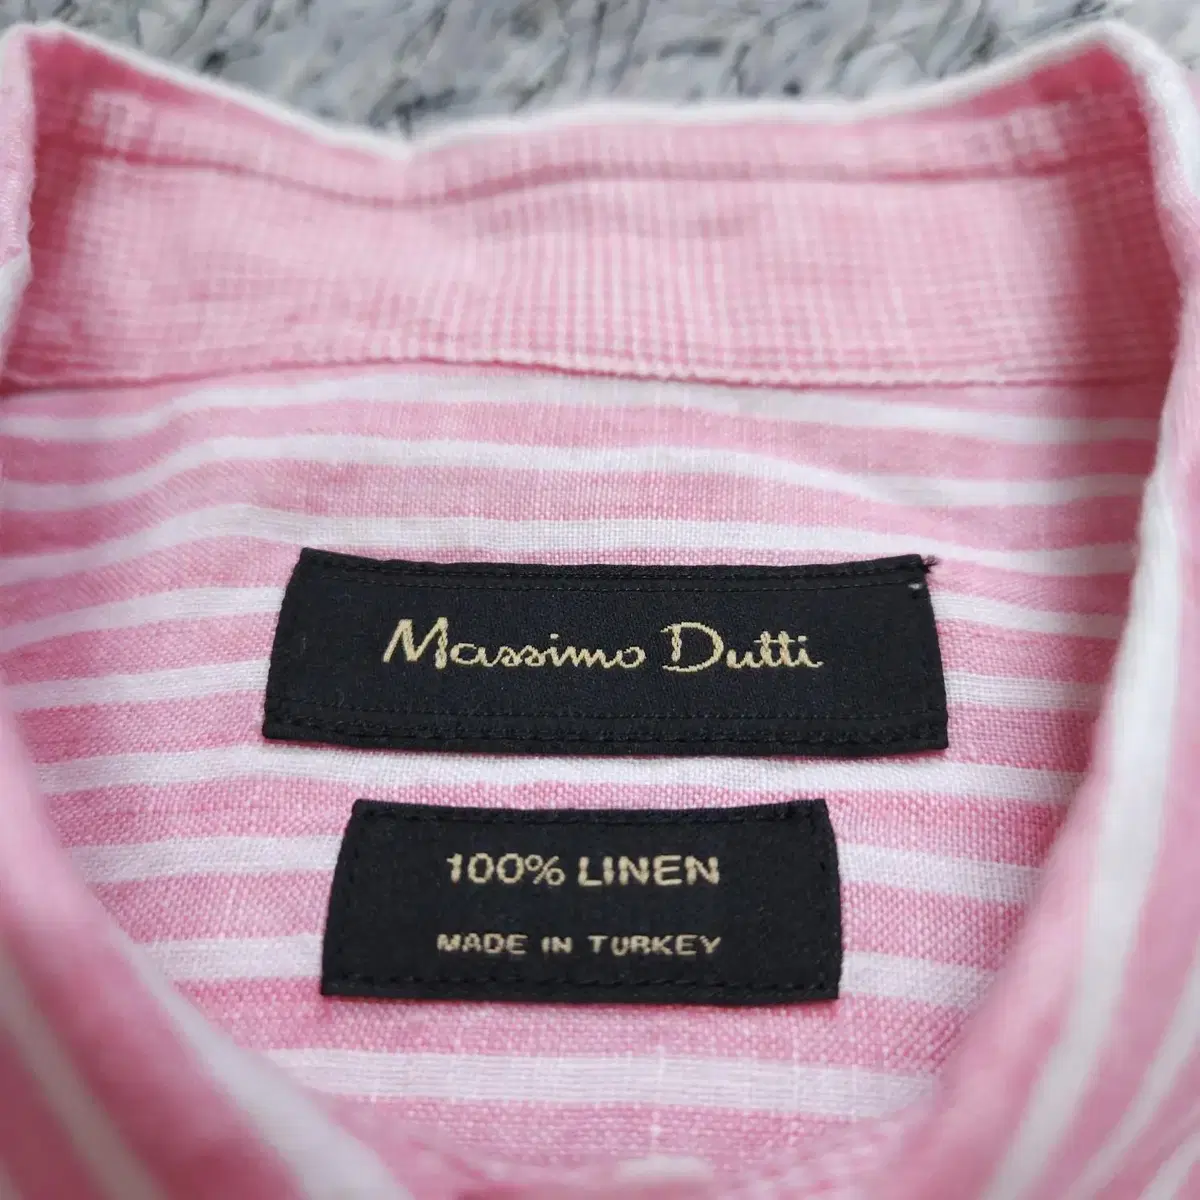 Massimo Dutti
100% LINEN
MADE IN TURKEY